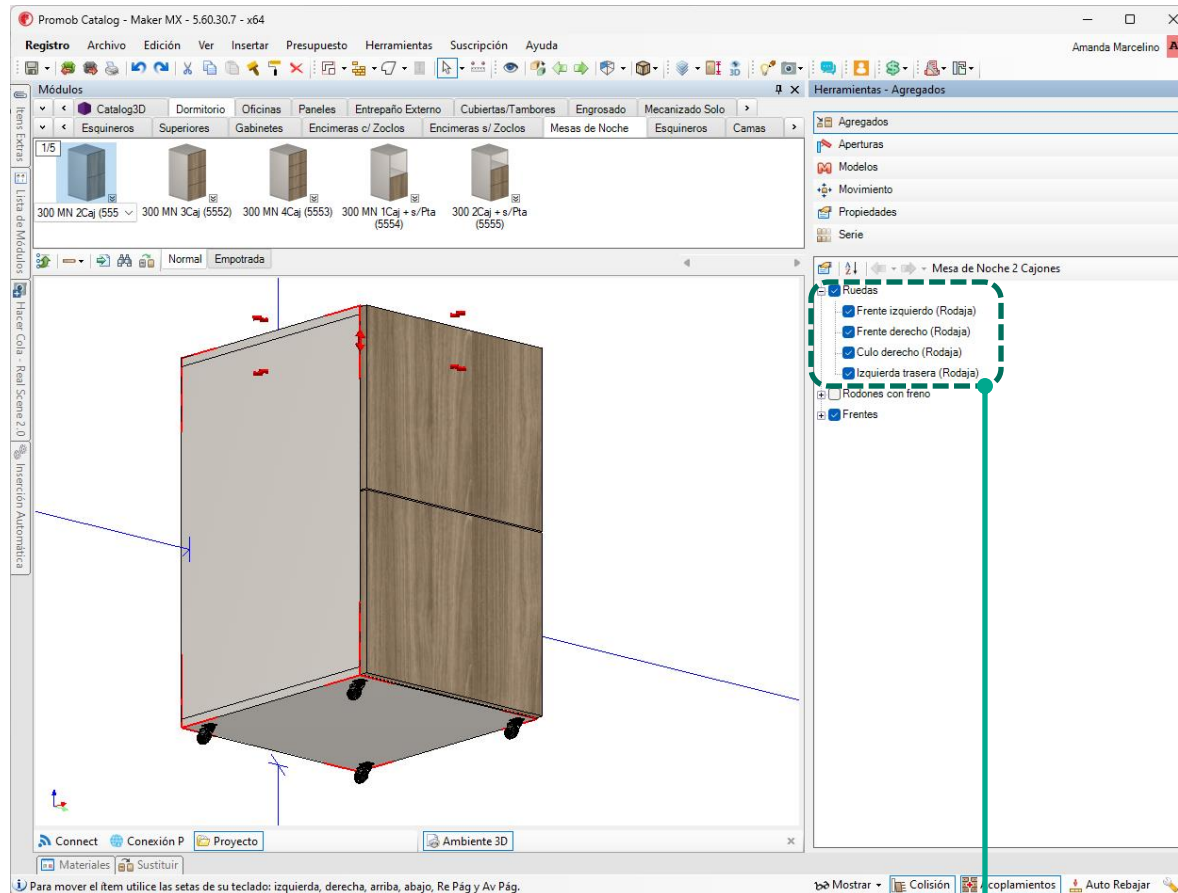 Promob Catalog - Maker MX - 5.60.30.7 - x64
Registro Archivo Edición Ver Insertar Presupuesto Herramientas Suscripción Ayuda
Amanda Marcelino A
Módulos
Catalog3D Dormitorio Oficinas Paneles Entrepaño Externo Cubiertas/Tambores Engrosado Mecanizado Solo
Esquineros Superiores Gabinetes Encimeras c/ Zoclos Encimeras s/ Zoclos Mesas de Noche Esquineros Camas
1/5
300 MN 2Caj (555
300 MN 3Caj (5552)
300 MN 4Caj (5553)
300 MN 1Caj + s/Pta
(5554)
300 2Caj + s/Pta
(5555)
Normal Empotrada
Itens Extras
Lista de Módulos
Hacer Cola - Real Scene 2.0
Inserción Automática
Herramientas - Agregados
Agregados
Aperturas
Modelos
Movimiento
Propiedades
Serie
Mesa de Noche 2 Cajones
Ruedas
Frente izquierdo (Rodaja)
Frente derecho (Rodaja)
Culo derecho (Rodaja)
Izquierda trasera (Rodaja)
Rodones con freno
Frentes
Connect Conexión P Proyecto Ambiente 3D
Materiales Sustituir
Para mover el ítem utilice las setas de su teclado: izquierda, derecha, arriba, abajo, Re Pág y Av Pág.
Mostrar Colisión Acoplamientos Auto Rebajar